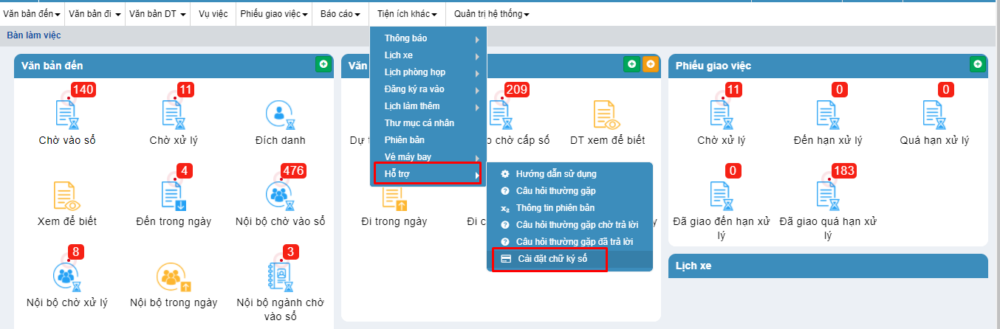 Văn bản đến
Văn bản đi
Văn bản DT
Vụ việc
Phiếu giao việc
Báo cáo
Tiện ích khác
Quản trị hệ thống
Bàn làm việc
Văn bản đến
140
Chờ vào sổ
11
Chờ xử lý
Đích danh
Xem để biết
4
Đến trong ngày
476
Nội bộ chờ vào sổ
8
Nội bộ chờ xử lý
Nội bộ trong ngày
3
Nội bộ ngành chờ
vào sổ
Thông báo
Lịch xe
Lịch phòng họp
Đăng ký ra vào
Lịch làm thêm
Thư mục cá nhân
Phiên bản
Vé máy bay
Hỗ trợ
Hướng dẫn sử dụng
Câu hỏi thường gặp
Thông tin phiên bản
Câu hỏi thường gặp chờ trả lời
Câu hỏi thường gặp đã trả lời
Cài đặt chữ ký số
209
chờ cấp số
DT xem để biết
Đi trong ngày
Phiếu giao việc
11
Chờ xử lý
0
Đến hạn xử lý
0
Quá hạn xử lý
0
Đã giao đến hạn xử
lý
183
Đã giao quá hạn xử
lý
Lịch xe